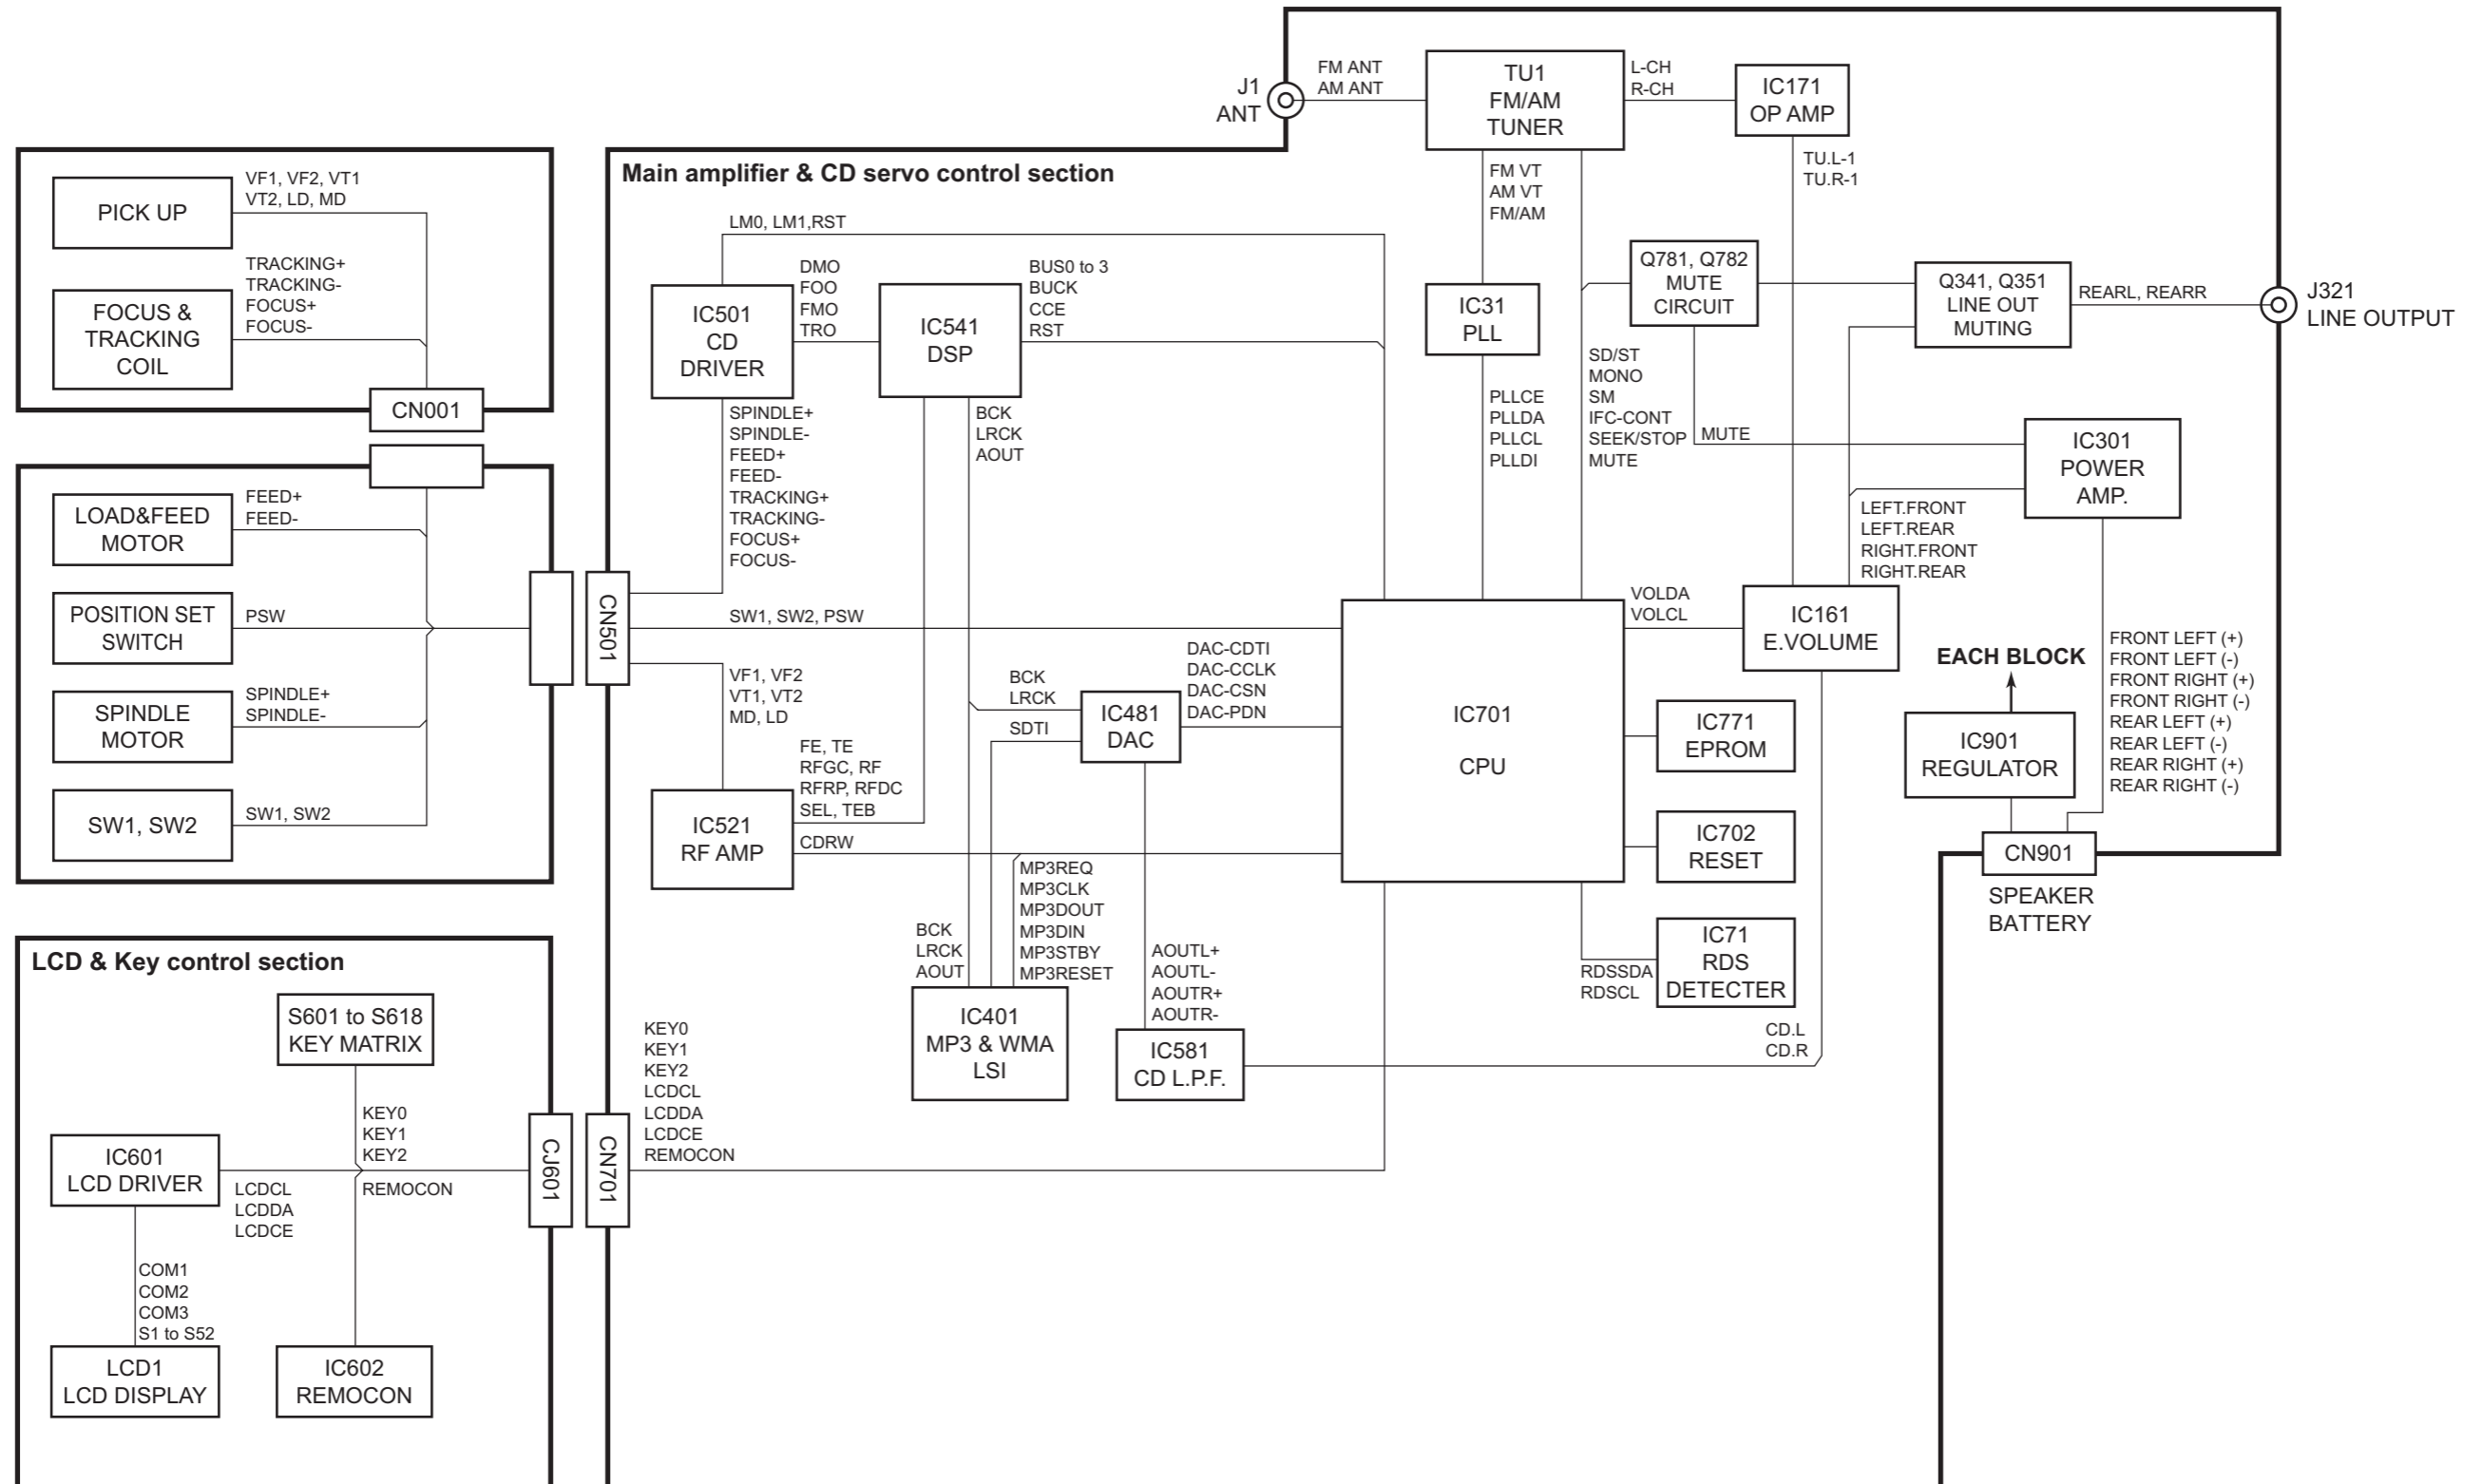 J1
ANT
FM ANT
AM ANT
TU1
FM/AM
TUNER
L-CH
R-CH
IC171
OP AMP
TU.L-1
TU.R-1
PICK UP
VF1, VF2, VT1
VT2, LD, MD
FOCUS &
TRACKING
COIL
TRACKING+
TRACKING-
FOCUS+
FOCUS-
CN001
LOAD&FEED
MOTOR
FEED+
FEED-
POSITION SET
SWITCH
PSW
SPINDLE
MOTOR
SPINDLE+
SPINDLE-
SW1, SW2
SW1, SW2
Main amplifier & CD servo control section
LM0, LM1,RST
IC501
CD
DRIVER
DMO
FOO
FMO
TRO
IC541
DSP
BUS0 to 3
BUCK
CCE
RST
SPINDLE+
SPINDLE-
FEED+
FEED-
TRACKING+
TRACKING-
FOCUS+
FOCUS-
BCK
LRCK
AOUT
FM VT
AM VT
FM/AM
IC31
PLL
PLLCE
PLLDA
PLLCL
PLLDI
SD/ST
MONO
SM
IFC-CONT
SEEK/STOP
MUTE
Q781, Q782
MUTE
CIRCUIT
MUTE
Q341, Q351
LINE OUT
MUTING
REARL, REARR
J321
LINE OUTPUT
IC301
POWER
AMP.
LEFT.FRONT
LEFT.REAR
RIGHT.FRONT
RIGHT.REAR
CN501
SW1, SW2, PSW
VF1, VF2
VT1, VT2
MD, LD
IC521
RF AMP
FE, TE
RFGC, RF
RFRP, RFDC
SEL, TEB
CDRW
BCK
LRCK
SDTI
IC481
DAC
DAC-CDTI
DAC-CCLK
DAC-CSN
DAC-PDN
IC701
CPU
VOLDA
VOLCL
IC161
E.VOLUME
IC771
EPROM
IC702
RESET
IC71
RDS
DETECTER
RDSSDA
RDSCL
EACH BLOCK
IC901
REGULATOR
FRONT LEFT (+)
FRONT LEFT (-)
FRONT RIGHT (+)
FRONT RIGHT (-)
REAR LEFT (+)
REAR LEFT (-)
REAR RIGHT (+)
REAR RIGHT (-)
CN901
SPEAKER
BATTERY
BCK
LRCK
AOUT
MP3REQ
MP3CLK
MP3DOUT
MP3DIN
MP3STBY
MP3RESET
IC401
MP3 & WMA
LSI
AOUTL+
AOUTL-
AOUTR+
AOUTR-
IC581
CD L.P.F.
CD.L
CD.R
LCD & Key control section
S601 to S618
KEY MATRIX
KEY0
KEY1
KEY2
IC601
LCD DRIVER
LCDCL
LCDDA
LCDCE
REMOCON
COM1
COM2
COM3
S1 to S52
LCD1
LCD DISPLAY
IC602
REMOCON
CJ601
CN701
KEY0
KEY1
KEY2
LCDCL
LCDDA
LCDCE
REMOCON